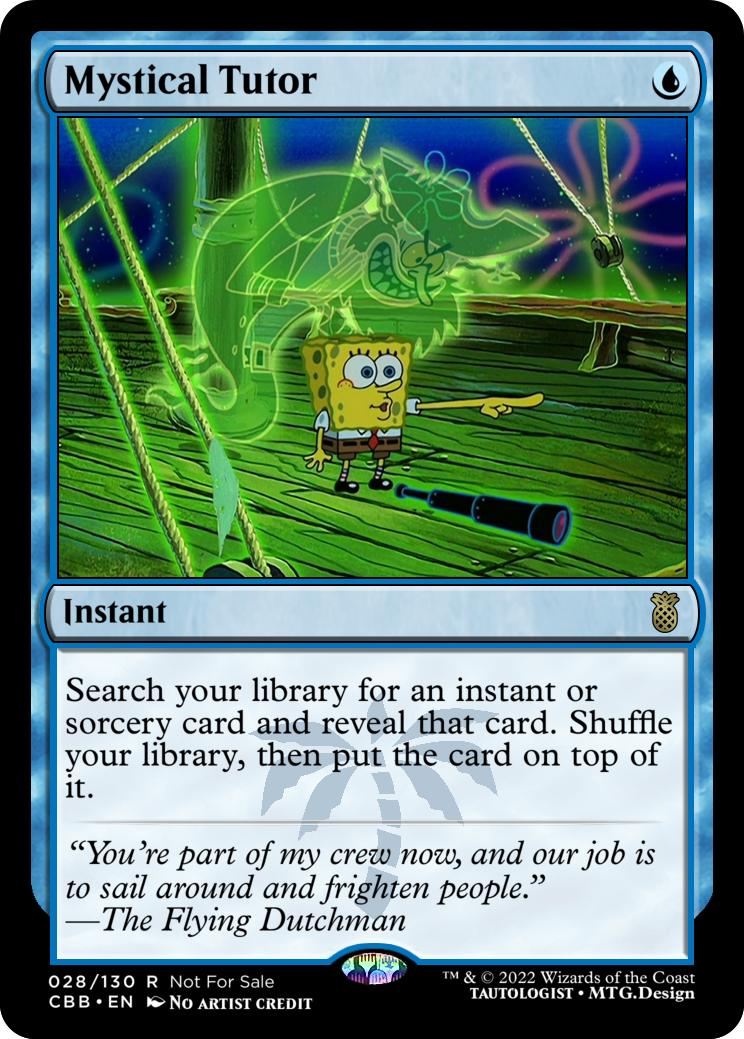 Mystical Tutor
Instant
Search your library for an instant or
sorcery card and reveal that card. Shuffle
your library, then put the card on top of
it.
“You’re part of my crew now, and our job is
to sail around and frighten people.”
—The Flying Dutchman
028/130 R Not For Sale
CBB • EN No artist credit
™ & © 2022 Wizards of the Coast
TAUTOLOGIST • MTG.Design